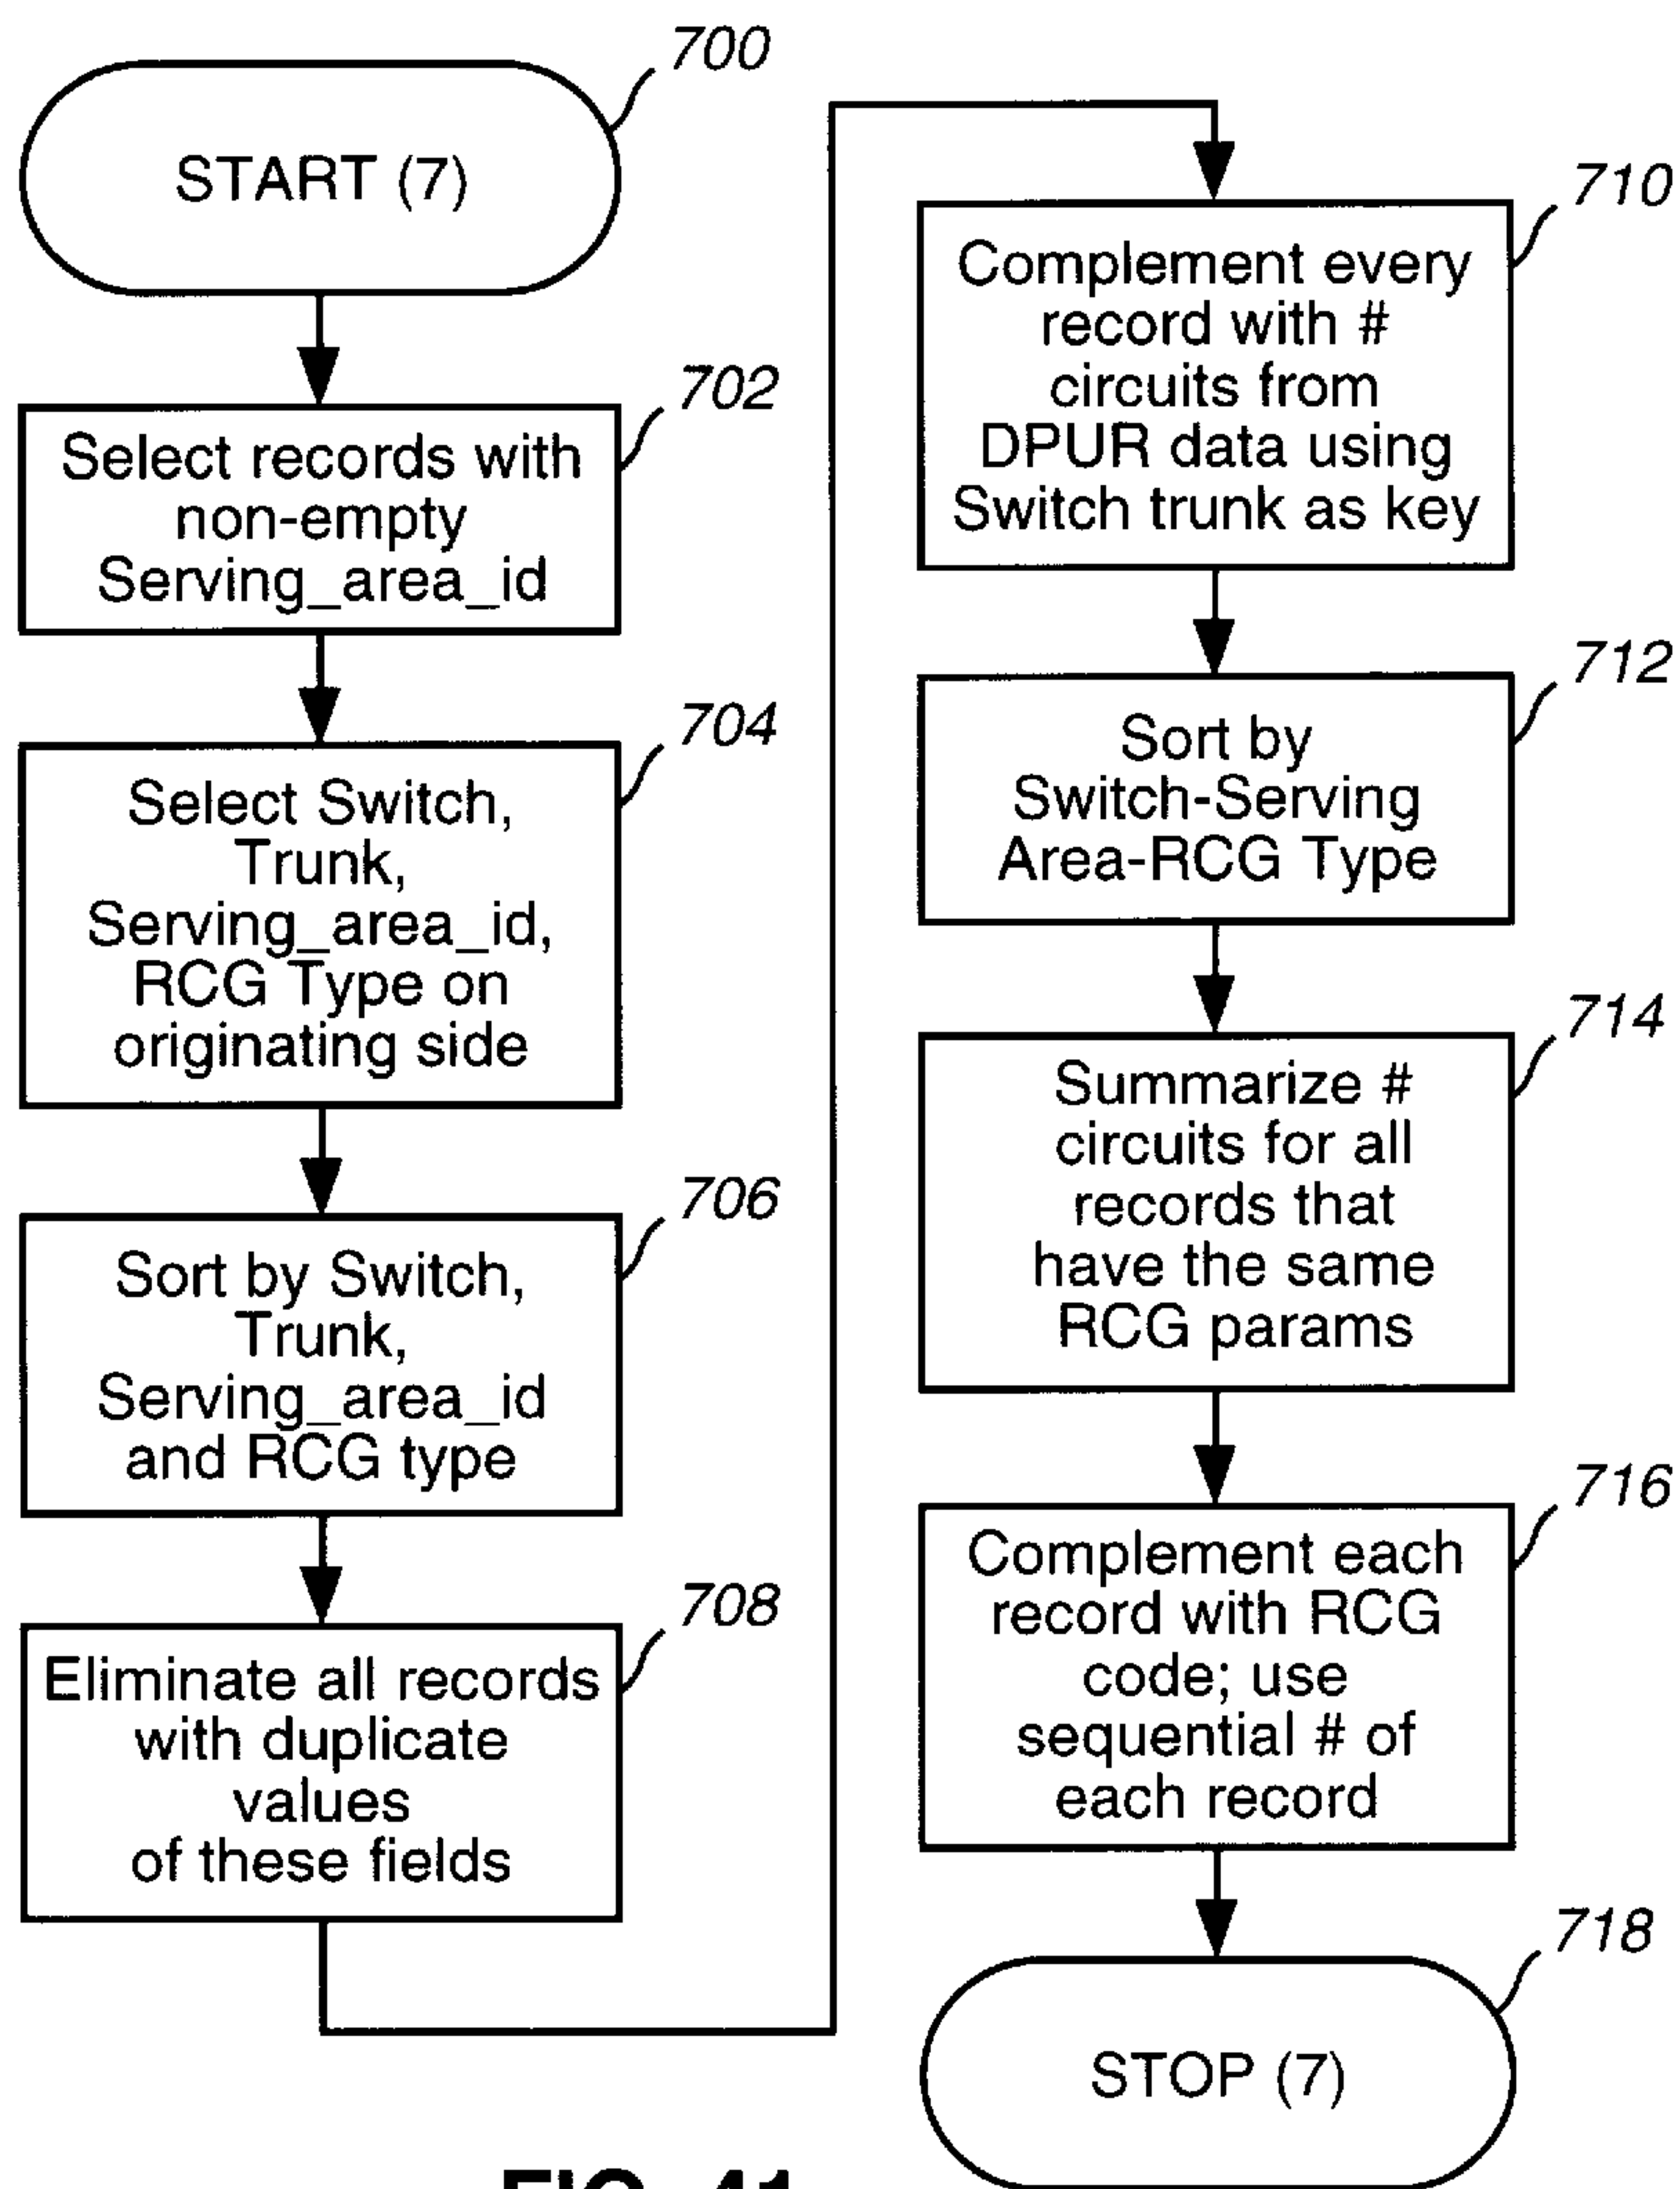 700
START (7)
702
Select records with
non-empty
Serving_area_id
704
Select Switch,
Trunk,
Serving_area_id,
RCG Type on
originating side
706
Sort by Switch,
Trunk,
Serving_area_id
and RCG type
708
Eliminate all records
with duplicate
values
of these fields
710
Complement every
record with #
circuits from
DPUR data using
Switch trunk as key
712
Sort by
Switch-Serving
Area-RCG Type
714
Summarize #
circuits for all
records that
have the same
RCG params
716
Complement each
record with RCG
code; use
sequential # of
each record
718
STOP (7)
FIG. 41